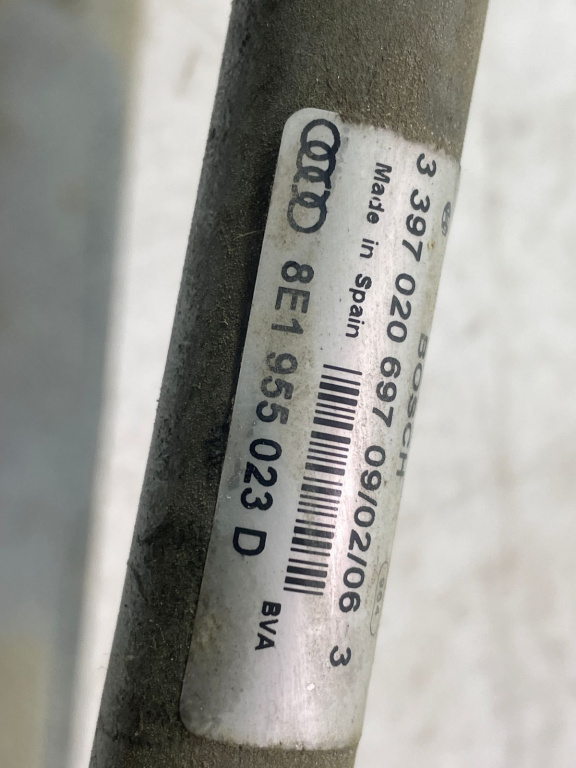 BOSCH
3 397 020 697 09/02/06 3
Made in Spain
8E1 955 023 D
BVA